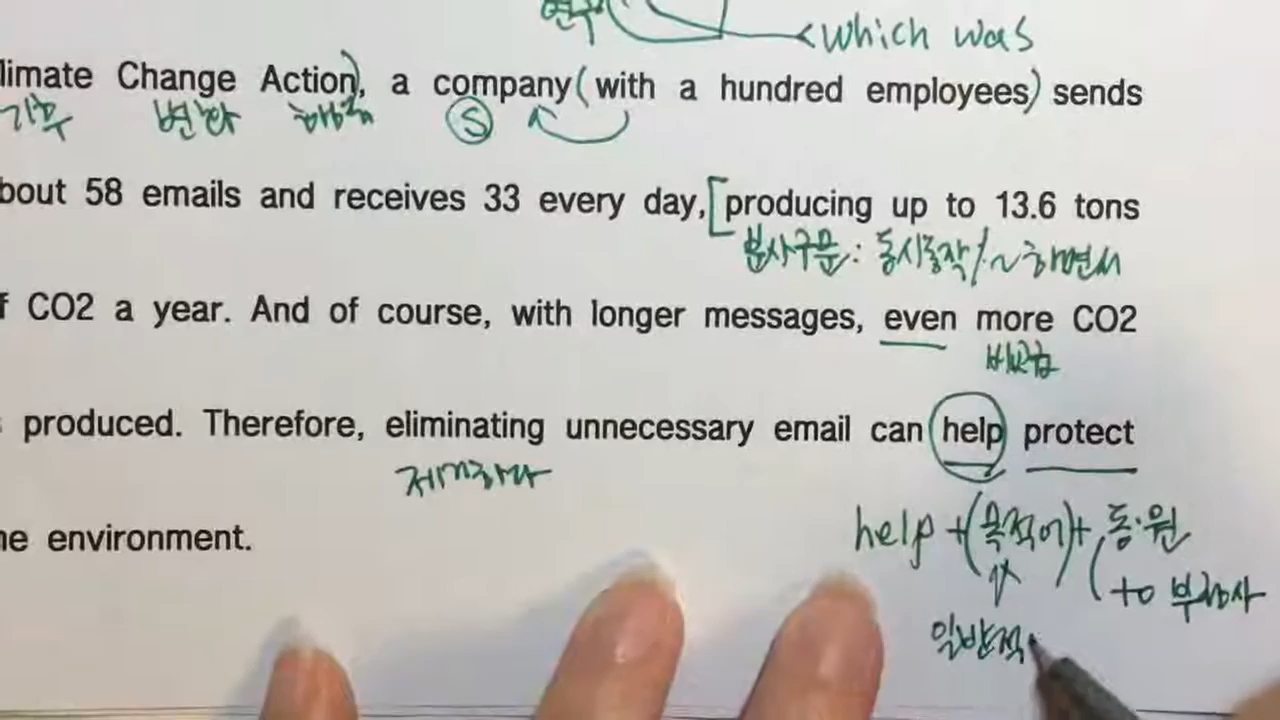 연구
which was
limate Change Action), a company (with a hundred employees) sends
기후 변화 행동 S
bout 58 emails and receives 33 every day, [producing up to 13.6 tons
분사구문: 동시동작/~하면서
f CO2 a year. And of course, with longer messages, even more CO2
비교급
produced. Therefore, eliminating unnecessary email can help protect
제거하다
he environment.
help +(목적어)+ 동·원
to 부정사
일반적